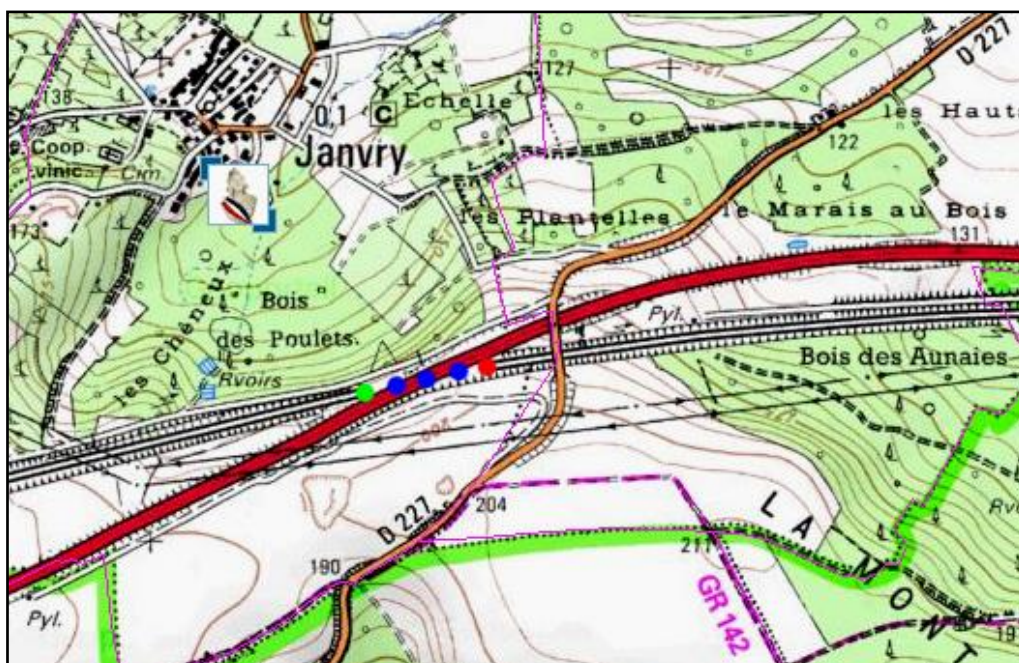 D 227
127
Echelle
138
0.1
C
les Hauts
122
Coop.
vinic.
Cim.
Janvry
les Plantelles
le Marais au Bois
131
173
les Chêneux
Bois
des Poulets
Pyl.
Rvoirs
Bois des Aunaies
200
204
D 227
LA MONT
211
190
GR 142
Pyl.